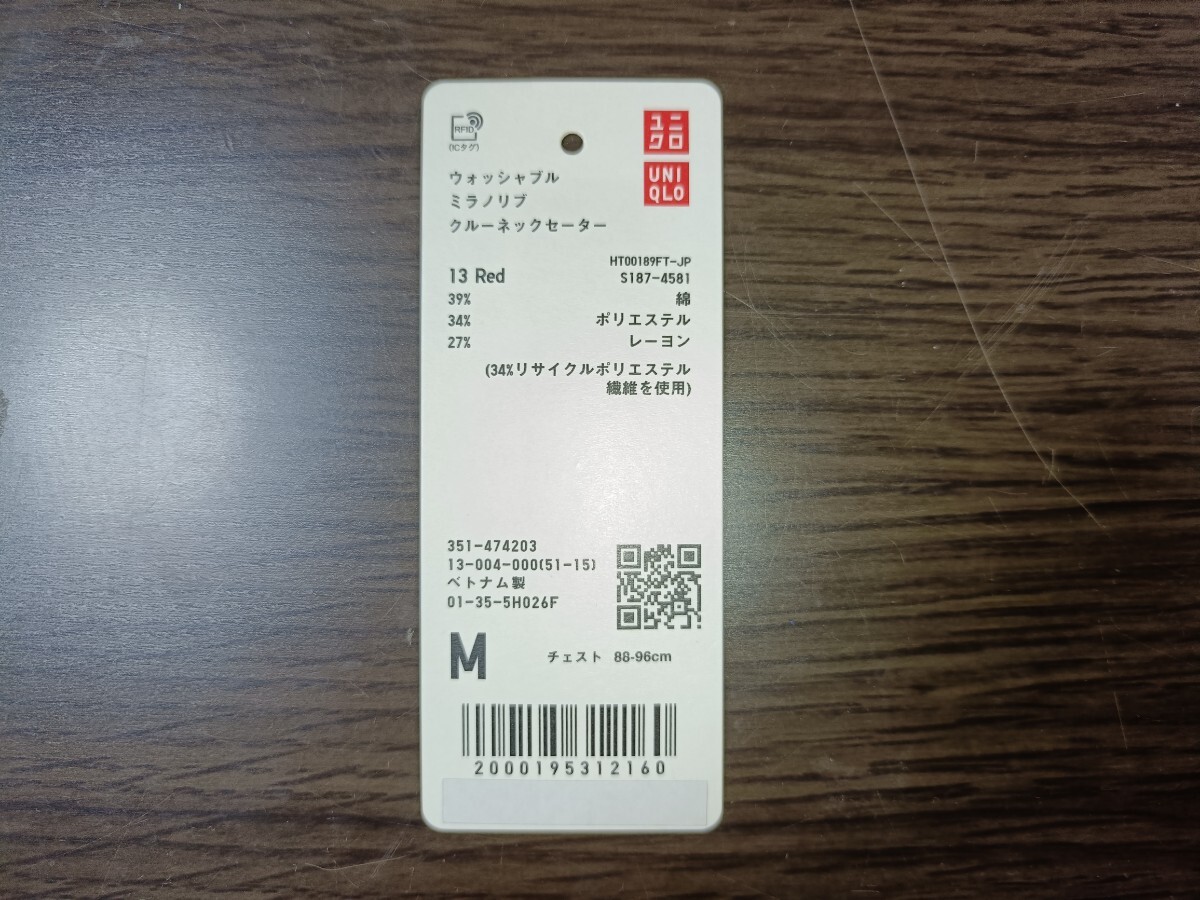 RFID
(ICタグ)
ユニ
クロ
UNI
QLO
ウォッシャブル
ミラノリブ
クルーネックセーター
HT00189FT-JP
13 Red S187-4581
39% 綿
34% ポリエステル
27% レーヨン
(34%リサイクルポリエステル
繊維を使用)
351-474203
13-004-000(51-15)
ベトナム製
01-35-5H026F
M チェスト 88-96cm
2000195312160